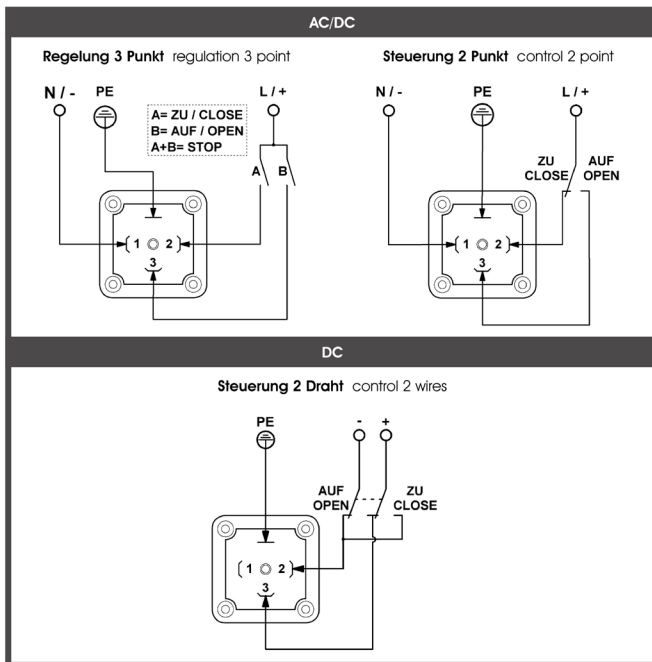 AC/DC
Regelung 3 Punkt regulation 3 point
N / - PE L / +
A= ZU / CLOSE
B= AUF / OPEN
A+B= STOP
A B
1 2
3
Steuerung 2 Punkt control 2 point
N / - PE L / +
ZU AUF
CLOSE OPEN
1 2
3
DC
Steuerung 2 Draht control 2 wires
PE - +
AUF ZU
OPEN CLOSE
1 2
3